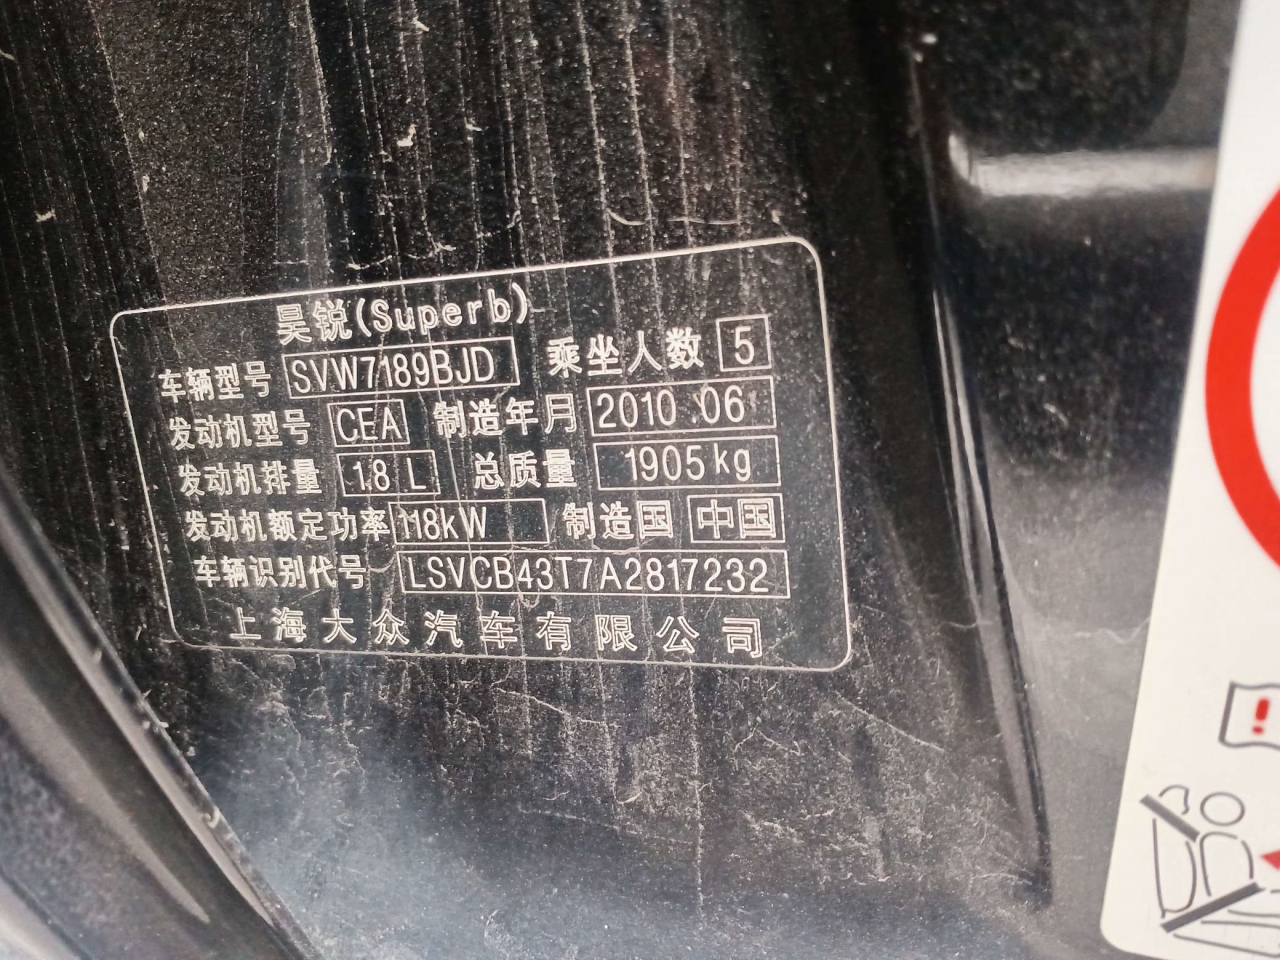 昊锐(Superb)
车辆型号 SVW7189BJD 乘坐人数 5
发动机型号 CEA 制造年月 2010 06
发动机排量 1.8 L 总质量 1905kg
发动机额定功率 118kW 制造国 中国
车辆识别代号 LSVCB43T7A2817232
上海大众汽车有限公司